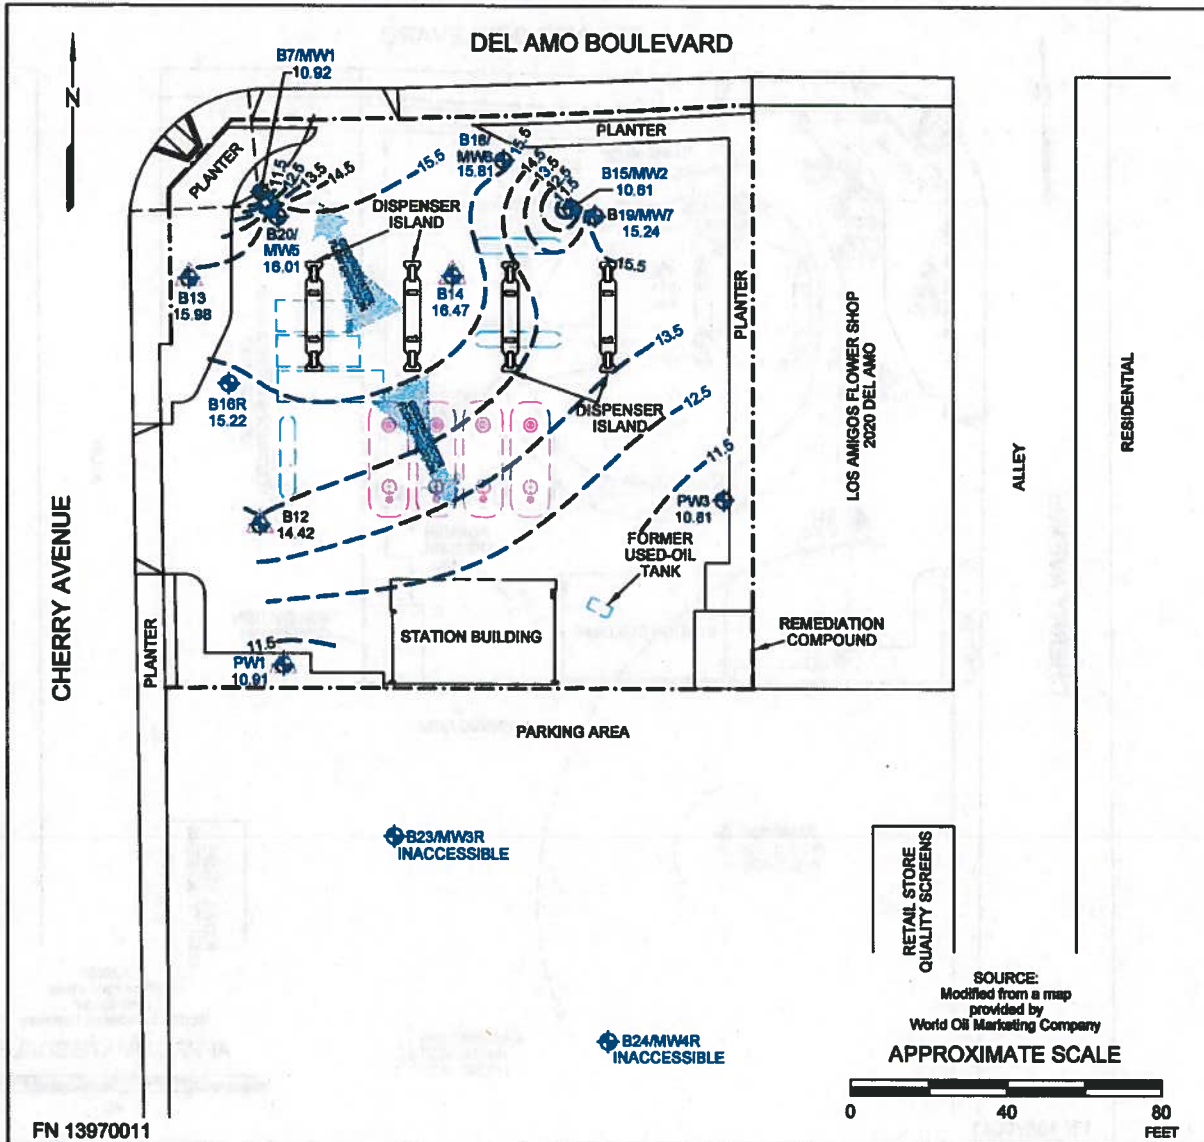 DEL AMO BOULEVARD
N
B7/MW1
10.92
PLANTER
11.5
12.5
13.5
14.5
15.5
B16/
MW6
15.81
15.5
14.5
13.5
12.5
11.5
PLANTER
B15/MW2
10.61
B19/MW7
15.24
15.5
DISPENSER
ISLAND
B20/
MW5
16.01
B13
15.98
B14
16.47
PLANTER
LOS AMIGOS FLOWER SHOP
2020 DEL AMO
ALLEY
RESIDENTIAL
13.5
12.5
11.5
B16R
15.22
DISPENSER
ISLAND
CHERRY AVENUE
B12
14.42
PW3
10.81
FORMER
USED-OIL
TANK
STATION BUILDING
REMEDIATION
COMPOUND
PLANTER
11.5
PW1
10.91
PARKING AREA
B23/MW3R
INACCESSIBLE
RETAIL STORE
QUALITY SCREENS
SOURCE:
Modified from a map
provided by
World Oil Marketing Company
B24/MW4R
INACCESSIBLE
APPROXIMATE SCALE
0
40
80
FEET
FN 13970011